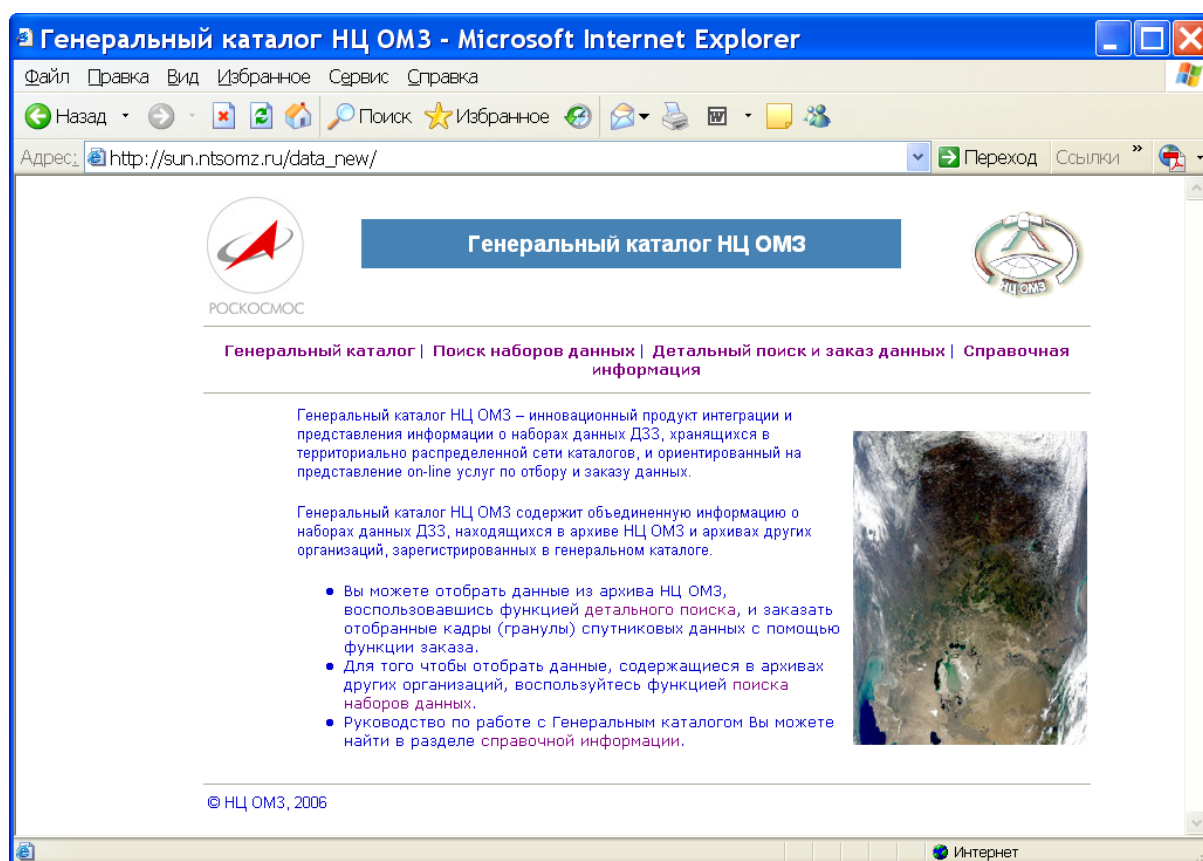 Генеральный каталог НЦ ОМЗ - Microsoft Internet Explorer
Файл Правка Вид Избранное Сервис Справка
Назад Поиск Избранное
Адрес: http://sun.ntsomz.ru/data_new/ Переход Ссылки »
Генеральный каталог НЦ ОМЗ
НЦ ОМЗ
РОСКОСМОС
Генеральный каталог | Поиск наборов данных | Детальный поиск и заказ данных | Справочная
информация
Генеральный каталог НЦ ОМЗ – инновационный продукт интеграции и
представления информации о наборах данных ДЗЗ, хранящихся в
территориально распределенной сети каталогов, и ориентированный на
представление on-line услуг по отбору и заказу данных.
Генеральный каталог НЦ ОМЗ содержит объединенную информацию о
наборах данных ДЗЗ, находящихся в архиве НЦ ОМЗ и архивах других
организаций, зарегистрированных в генеральном каталоге.
• Вы можете отобрать данные из архива НЦ ОМЗ,
воспользовавшись функцией детального поиска, и заказать
отобранные кадры (гранулы) спутниковых данных с помощью
функции заказа.
• Для того чтобы отобрать данные, содержащиеся в архивах
других организаций, воспользуйтесь функцией поиска
наборов данных.
• Руководство по работе с Генеральным каталогом Вы можете
найти в разделе справочной информации.
© НЦ ОМЗ, 2006
Интернет